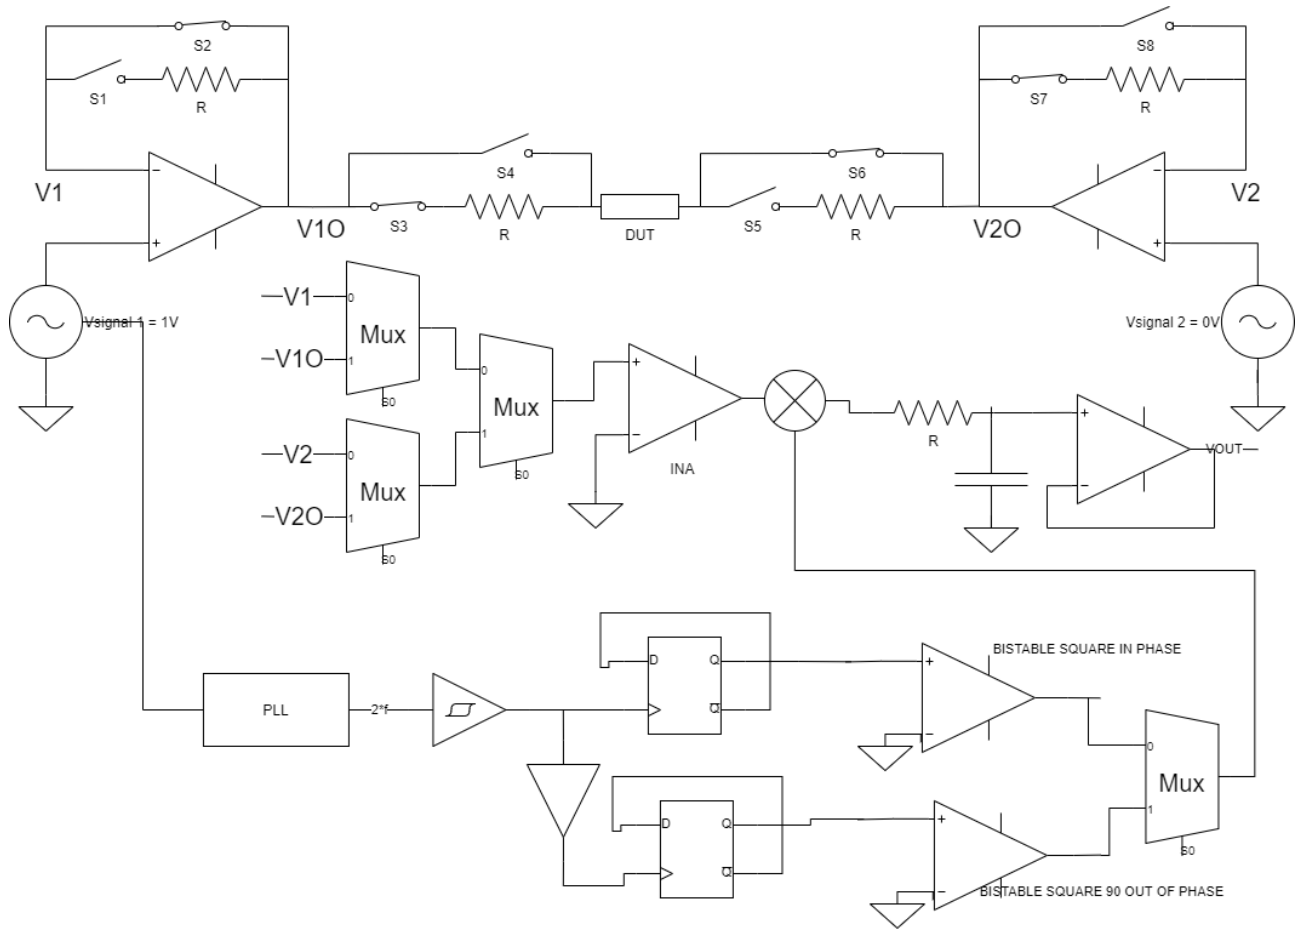 S2
S1
R
V1
V1O
Vsignal 1 = 1V
S4
S3
R
DUT
S6
S5
R
S8
S7
R
V2
V2O
Vsignal 2 = 0V
V1
0
V1O
1
Mux
S0
V2
0
V2O
1
Mux
S0
0
1
Mux
S0
INA
R
VOUT
PLL
2*f
D
Q
Q
D
Q
Q
BISTABLE SQUARE IN PHASE
BISTABLE SQUARE 90 OUT OF PHASE
0
1
Mux
S0